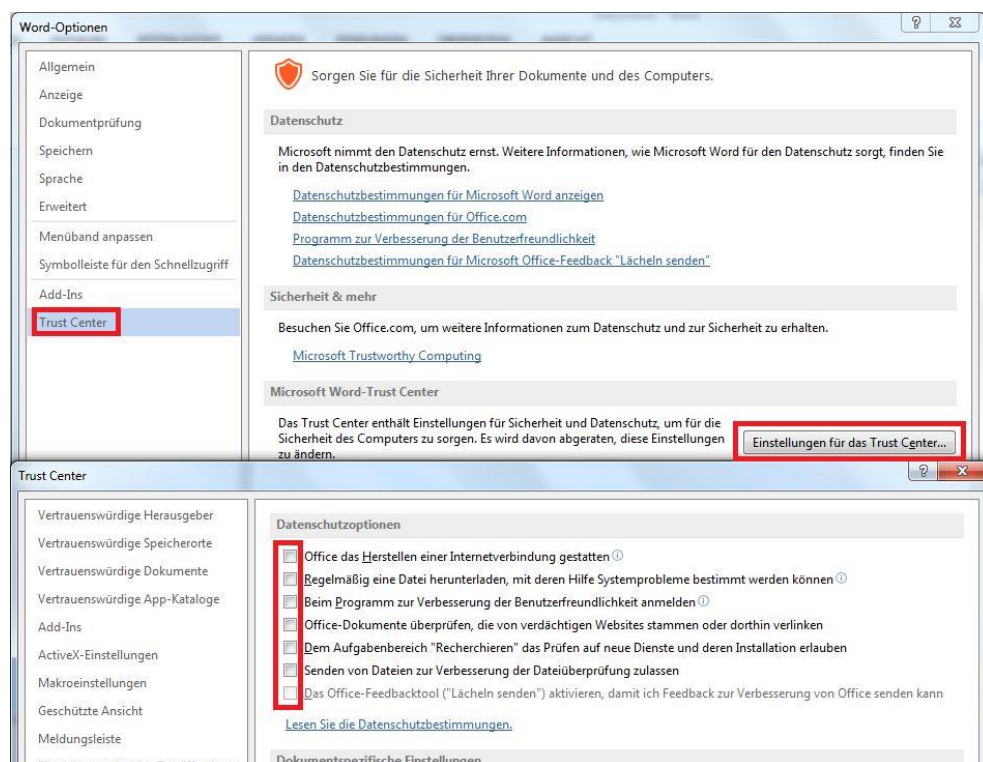 Word-Optionen
Allgemein
Anzeige
Dokumentprüfung
Speichern
Sprache
Erweitert
Menüband anpassen
Symbolleiste für den Schnellzugriff
Add-Ins
Trust Center
Sorgen Sie für die Sicherheit Ihrer Dokumente und des Computers.
Datenschutz
Microsoft nimmt den Datenschutz ernst. Weitere Informationen, wie Microsoft Word für den Datenschutz sorgt, finden Sie
in den Datenschutzbestimmungen.
Datenschutzbestimmungen für Microsoft Word anzeigen
Datenschutzbestimmungen für Office.com
Programm zur Verbesserung der Benutzerfreundlichkeit
Datenschutzbestimmungen für Microsoft Office-Feedback "Lächeln senden"
Sicherheit & mehr
Besuchen Sie Office.com, um weitere Informationen zum Datenschutz und zur Sicherheit zu erhalten.
Microsoft Trustworthy Computing
Microsoft Word-Trust Center
Das Trust Center enthält Einstellungen für Sicherheit und Datenschutz, um für die
Sicherheit des Computers zu sorgen. Es wird davon abgeraten, diese Einstellungen
zu ändern.
Einstellungen für das Trust Center...
Trust Center
Vertrauenswürdige Herausgeber
Vertrauenswürdige Speicherorte
Vertrauenswürdige Dokumente
Vertrauenswürdige App-Kataloge
Add-Ins
ActiveX-Einstellungen
Makroeinstellungen
Geschützte Ansicht
Meldungsleiste
Datenschutzoptionen
Office das Herstellen einer Internetverbindung gestatten
Regelmäßig eine Datei herunterladen, mit deren Hilfe Systemprobleme bestimmt werden können
Beim Programm zur Verbesserung der Benutzerfreundlichkeit anmelden
Office-Dokumente überprüfen, die von verdächtigen Websites stammen oder dorthin verlinken
Dem Aufgabenbereich "Recherchieren" das Prüfen auf neue Dienste und deren Installation erlauben
Senden von Dateien zur Verbesserung der Dateiüberprüfung zulassen
Das Office-Feedbacktool ("Lächeln senden") aktivieren, damit ich Feedback zur Verbesserung von Office senden kann
Lesen Sie die Datenschutzbestimmungen.
Dokumentspezifische Einstellungen